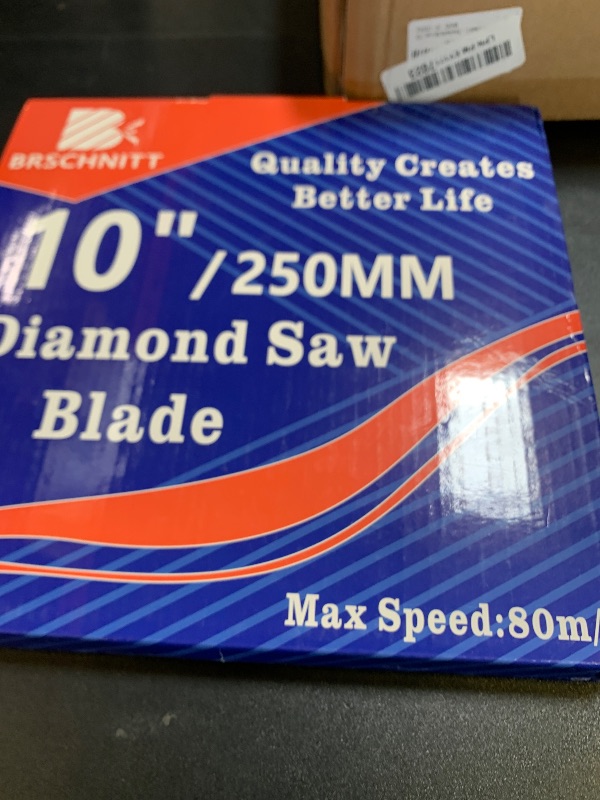 BRSCHNITT
Quality Creates
Better Life
10"/250MM
Diamond Saw
Blade
Max Speed:80m/